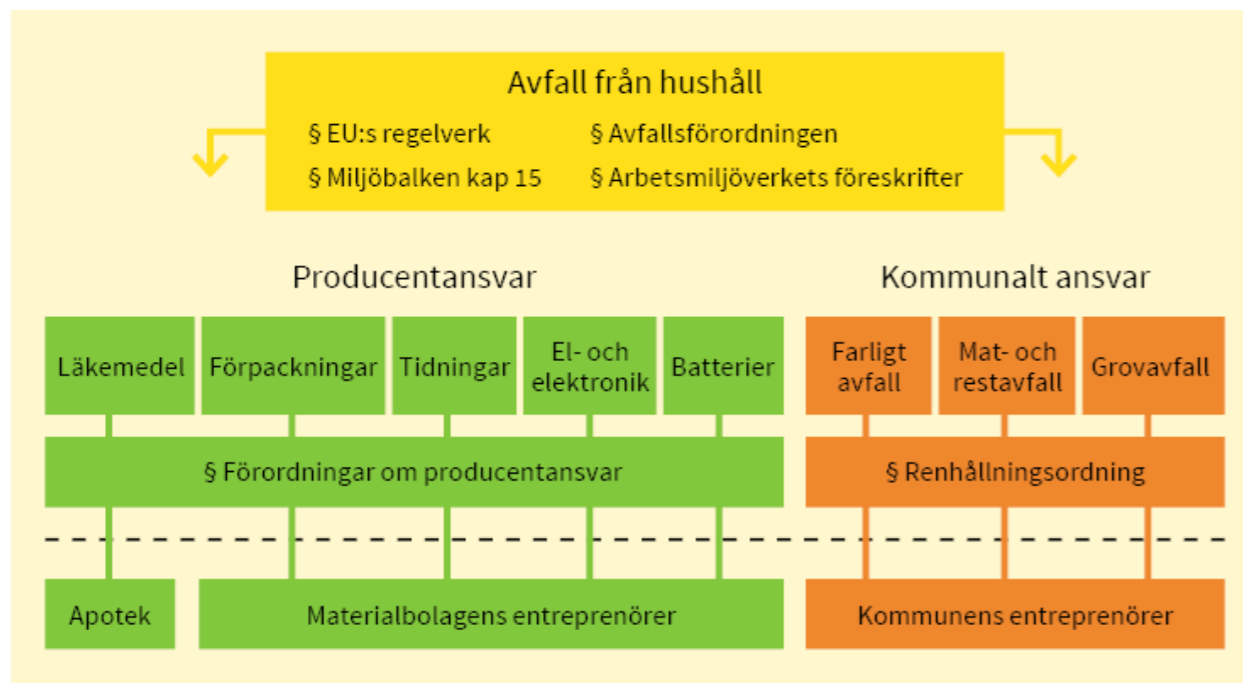 Avfall från hushåll
§ EU:s regelverk
§ Avfallsförordningen
§ Miljöbalken kap 15
§ Arbetsmiljöverkets föreskrifter
Producentansvar
Kommunalt ansvar
Läkemedel
Förpackningar
Tidningar
El- och
elektronik
Batterier
Farligt
avfall
Mat- och
restavfall
Grovavfall
§ Förordningar om producentansvar
§ Renhållningsordning
Apotek
Materialbolagens entreprenörer
Kommunens entreprenörer